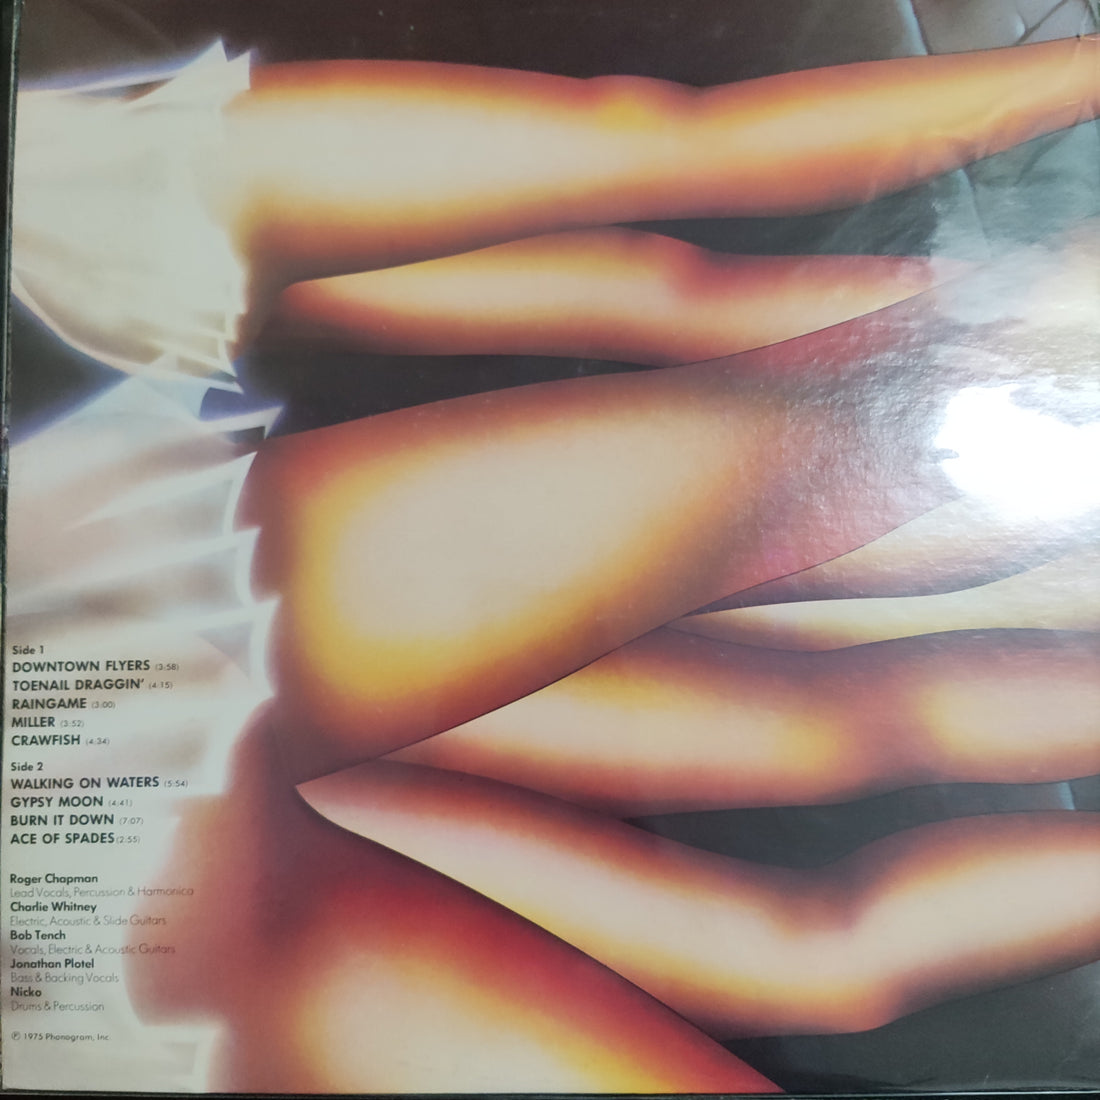 Side 1
DOWNTOWN FLYERS (3:58)
TOENAIL DRAGGIN' (4:15)
RAINGAME (3:00)
MILLER (3:52)
CRAWFISH (4:34)
Side 2
WALKING ON WATERS (5:54)
GYPSY MOON (4:41)
BURN IT DOWN (7:07)
ACE OF SPADES (2:55)
Roger Chapman
Lead Vocals, Percussion & Harmonica
Charlie Whitney
Electric, Acoustic & Slide Guitars
Bob Tench
Vocals, Electric & Acoustic Guitars
Jonathan Plotel
Bass & Backing Vocals
Nicko
Drums & Percussion
℗ 1975 Phonogram, Inc.